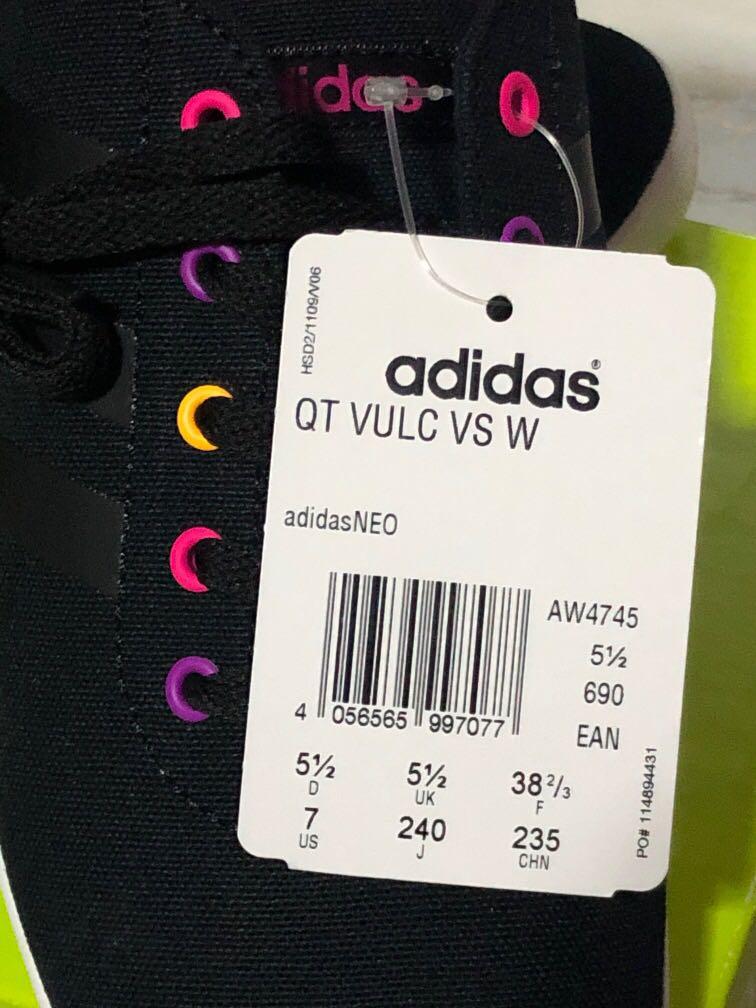 adidas
HSD2/1109/V06
adidas®
QT VULC VS W
adidasNEO
AW4745
5½
690
EAN
4 056565 997077
5½ 5½ 38 2/3
D UK F
7 240 235
US J CHN
PO# 114894431